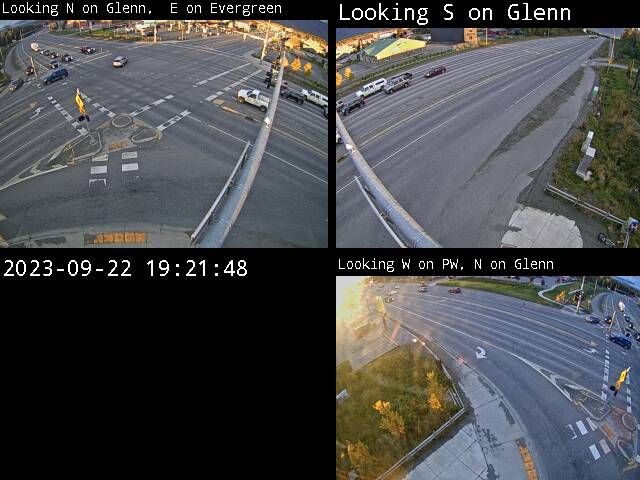 Looking N on Glenn,  E on Evergreen
Looking S on Glenn
2023-09-22 19:21:48
Looking W on PW, N on Glenn